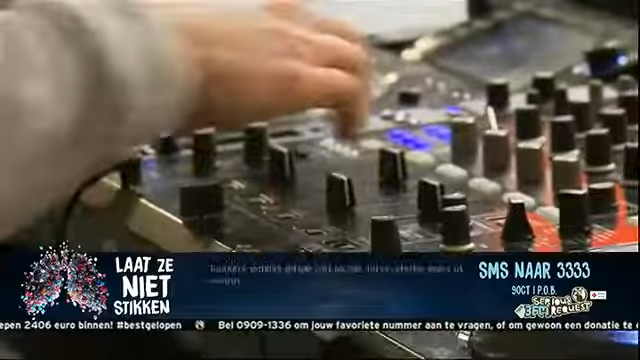 LAAT ZE
NIET
STIKKEN
SMS NAAR 3333
90CT I P.O.B.
SERIOUS
3FM REQUEST
epen 2406 euro binnen! #bestgelopen Bel 0909-1336 om jouw favoriete nummer aan te vragen, of om gewoon een donatie te